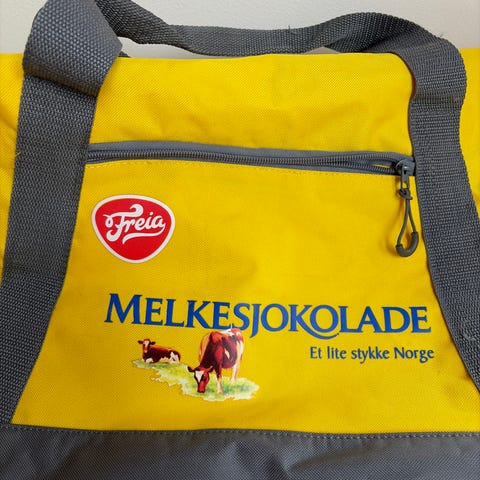 Freia
MELKESJOKOLADE
Et lite stykke Norge